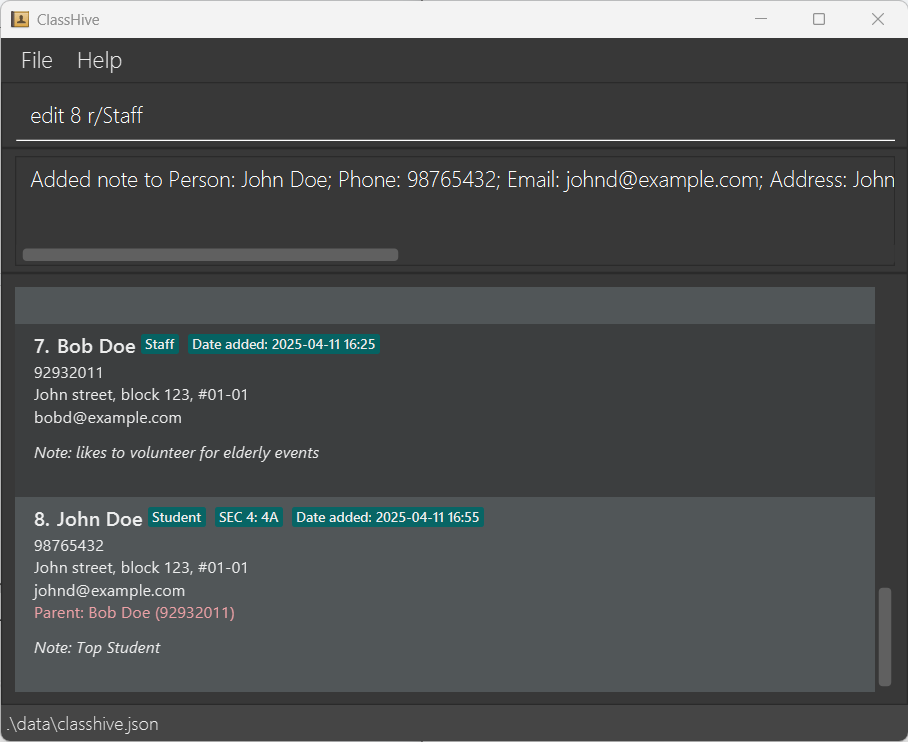 ClassHive
File Help
edit 8 r/Staff
Added note to Person: John Doe; Phone: 98765432; Email: johnd@example.com; Address: John
7. Bob Doe Staff Date added: 2025-04-11 16:25
92932011
John street, block 123, #01-01
bobd@example.com
Note: likes to volunteer for elderly events
8. John Doe Student SEC 4: 4A Date added: 2025-04-11 16:55
98765432
John street, block 123, #01-01
johnd@example.com
Parent: Bob Doe (92932011)
Note: Top Student
.\data\classhive.json